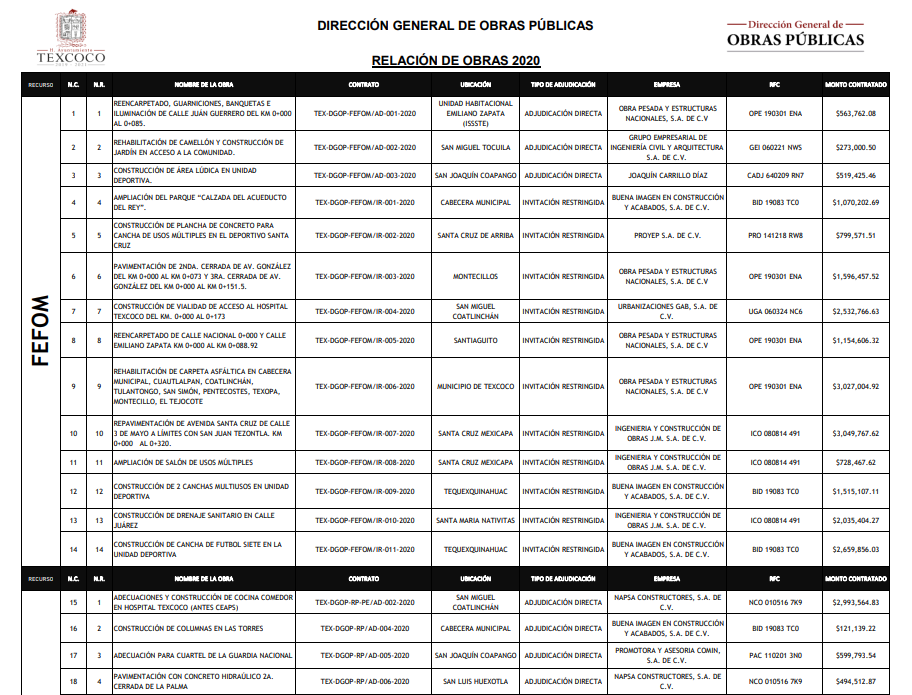 DIRECCIÓN GENERAL DE OBRAS PÚBLICAS
H. Ayuntamiento
TEXCOCO
Dirección General de
OBRAS PÚBLICAS
RELACIÓN DE OBRAS 2020
RECURSO N.C. N.R. NOMBRE DE LA OBRA CONTRATO UBICACIÓN TIPO DE ADJUDICACIÓN EMPRESA RFC MONTO CONTRATADO
FEFOM
1 1 REENCARPETADO, GUARNICIONES, BANQUETAS E ILUMINACIÓN DE CALLE JUÁN GUERRERO DEL KM 0+000 AL 0+085. TEX-DGOP-FEFOM/AD-001-2020 UNIDAD HABITACIONAL EMILIANO ZAPATA (ISSSTE) ADJUDICACIÓN DIRECTA OBRA PESADA Y ESTRUCTURAS NACIONALES, S.A. DE C.V OPE 190301 ENA $563,762.08
2 2 REHABILITACIÓN DE CAMELLÓN Y CONSTRUCCIÓN DE JARDÍN EN ACCESO A LA COMUNIDAD. TEX-DGOP-FEFOM/AD-002-2020 SAN MIGUEL TOCUILA ADJUDICACIÓN DIRECTA GRUPO EMPRESARIAL DE INGENIERÍA CIVIL Y ARQUITECTURA S.A. DE C.V. GEI 060221 NWS $273,000.50
3 3 CONSTRUCCIÓN DE ÁREA LÚDICA EN UNIDAD DEPORTIVA. TEX-DGOP-FEFOM/AD-003-2020 SAN JOAQUÍN COAPANGO ADJUDICACIÓN DIRECTA JOAQUÍN CARRILLO DÍAZ CADJ 640209 RN7 $519,425.46
4 4 AMPLIACIÓN DEL PARQUE “CALZADA DEL ACUEDUCTO DEL REY”. TEX-DGOP-FEFOM/IR-001-2020 CABECERA MUNICIPAL INVITACIÓN RESTRINGIDA BUENA IMAGEN EN CONSTRUCCIÓN Y ACABADOS, S.A. DE C.V. BID 19083 TC0 $1,070,202.69
5 5 CONSTRUCCIÓN DE PLANCHA DE CONCRETO PARA CANCHA DE USOS MÚLTIPLES EN EL DEPORTIVO SANTA CRUZ TEX-DGOP-FEFOM/IR-002-2020 SANTA CRUZ DE ARRIBA INVITACIÓN RESTRINGIDA PROYEP S.A. DE C.V. PRO 141218 RW8 $799,571.51
6 6 PAVIMENTACIÓN DE 2NDA. CERRADA DE AV. GONZÁLEZ DEL KM 0+000 AL KM 0+073 Y 3RA. CERRADA DE AV. GONZÁLEZ DEL KM 0+000 AL KM 0+151.5. TEX-DGOP-FEFOM/IR-003-2020 MONTECILLOS INVITACIÓN RESTRINGIDA OBRA PESADA Y ESTRUCTURAS NACIONALES, S.A. DE C.V OPE 190301 ENA $1,596,457.52
7 7 CONSTRUCCIÓN DE VIALIDAD DE ACCESO AL HOSPITAL TEXCOCO DEL KM. 0+000 AL 0+173 TEX-DGOP-FEFOM/IR-004-2020 SAN MIGUEL COATLINCHÁN INVITACIÓN RESTRINGIDA URBANIZACIONES GAB, S.A. DE C.V. UGA 060324 NC6 $2,532,766.63
8 8 REENCARPETADO DE CALLE NACIONAL 0+000 Y CALLE EMILIANO ZAPATA KM 0+000 AL KM 0+088.92 TEX-DGOP-FEFOM/IR-005-2020 SANTIAGUITO INVITACIÓN RESTRINGIDA OBRA PESADA Y ESTRUCTURAS NACIONALES, S.A. DE C.V OPE 190301 ENA $1,154,606.32
9 9 REHABILITACIÓN DE CARPETA ASFÁLTICA EN CABECERA MUNICIPAL, CUAUTLALPAN, COATLINCHÁN, TULANTONGO, SAN SIMÓN, PENTECOSTES, TEXOPA, MONTECILLO, EL TEJOCOTE TEX-DGOP-FEFOM/IR-006-2020 MUNICIPIO DE TEXCOCO INVITACIÓN RESTRINGIDA OBRA PESADA Y ESTRUCTURAS NACIONALES, S.A. DE C.V OPE 190301 ENA $3,027,004.92
10 10 REPAVIMENTACIÓN DE AVENIDA SANTA CRUZ DE CALLE 3 DE MAYO A LÍMITES CON SAN JUAN TEZONTLA. KM 0+000 AL 0+320. TEX-DGOP-FEFOM/IR-007-2020 SANTA CRUZ MEXICAPA INVITACIÓN RESTRINGIDA INGENIERIA Y CONSTRUCCIÓN DE OBRAS J.M. S.A. DE C.V. ICO 080814 491 $3,049,767.62
11 11 AMPLIACIÓN DE SALÓN DE USOS MÚLTIPLES TEX-DGOP-FEFOM/IR-008-2020 SANTA CRUZ MEXICAPA INVITACIÓN RESTRINGIDA INGENIERIA Y CONSTRUCCIÓN DE OBRAS J.M. S.A. DE C.V. ICO 080814 491 $728,467.62
12 12 CONSTRUCCIÓN DE 2 CANCHAS MULTIUSOS EN UNIDAD DEPORTIVA TEX-DGOP-FEFOM/IR-009-2020 TEQUEXQUINAHUAC INVITACIÓN RESTRINGIDA BUENA IMAGEN EN CONSTRUCCIÓN Y ACABADOS, S.A. DE C.V. BID 19083 TC0 $1,515,107.11
13 13 CONSTRUCCIÓN DE DRENAJE SANITARIO EN CALLE JUÁREZ TEX-DGOP-FEFOM/IR-010-2020 SANTA MARIA NATIVITAS INVITACIÓN RESTRINGIDA INGENIERIA Y CONSTRUCCIÓN DE OBRAS J.M. S.A. DE C.V. ICO 080814 491 $2,035,404.27
14 14 CONSTRUCCIÓN DE CANCHA DE FUTBOL SIETE EN LA UNIDAD DEPORTIVA TEX-DGOP-FEFOM/IR-011-2020 TEQUEXQUINAHUAC INVITACIÓN RESTRINGIDA BUENA IMAGEN EN CONSTRUCCIÓN Y ACABADOS, S.A. DE C.V. BID 19083 TC0 $2,659,856.03
RECURSO N.C. N.R. NOMBRE DE LA OBRA CONTRATO UBICACIÓN TIPO DE ADJUDICACIÓN EMPRESA RFC MONTO CONTRATADO
15 1 ADECUACIONES Y CONSTRUCCIÓN DE COCINA COMEDOR EN HOSPITAL TEXCOCO (ANTES CEAPS) TEX-DGOP-RP-PE/AD-002-2020 SAN MIGUEL COATLINCHÁN ADJUDICACIÓN DIRECTA NAPSA CONSTRUCTORES, S.A. DE C.V. NCO 010516 7K9 $2,993,564.83
16 2 CONSTRUCCIÓN DE COLUMNAS EN LAS TORRES TEX-DGOP-RP/AD-004-2020 CABECERA MUNICIPAL ADJUDICACIÓN DIRECTA BUENA IMAGEN EN CONSTRUCCIÓN Y ACABADOS, S.A. DE C.V. BID 19083 TC0 $121,139.22
17 3 ADECUACIÓN PARA CUARTEL DE LA GUARDIA NACIONAL TEX-DGOP-RP/AD-005-2020 SAN JOAQUÍN COAPANGO ADJUDICACIÓN DIRECTA PROMOTORA Y ASESORIA COMIN, S.A. DE C.V. PAC 110201 3N0 $599,793.54
18 4 PAVIMENTACIÓN CON CONCRETO HIDRAÚLICO 2A. CERRADA DE LA PALMA TEX-DGOP-RP/AD-006-2020 SAN LUIS HUEXOTLA ADJUDICACIÓN DIRECTA NAPSA CONSTRUCTORES, S.A. DE C.V. NCO 010516 7K9 $494,512.87